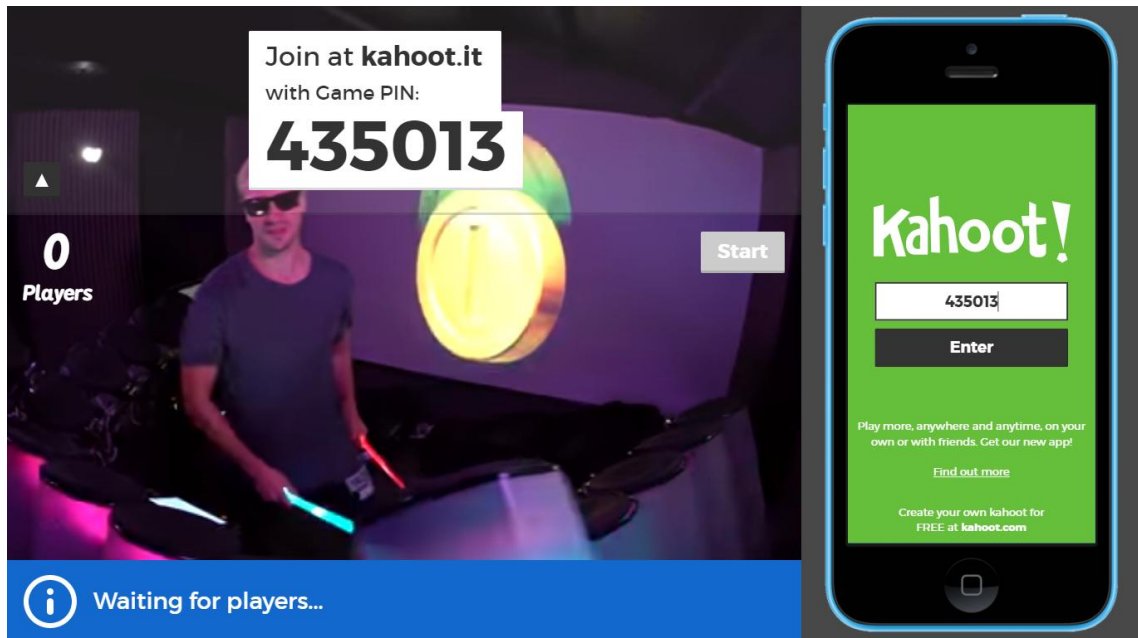 Join at kahoot.it
with Game PIN:
435013
▲
0
Players
Start
Waiting for players...
Kahoot!
435013
Enter
Play more, anywhere and anytime, on your
own or with friends. Get our new app!
Find out more
Create your own kahoot for
FREE at kahoot.com